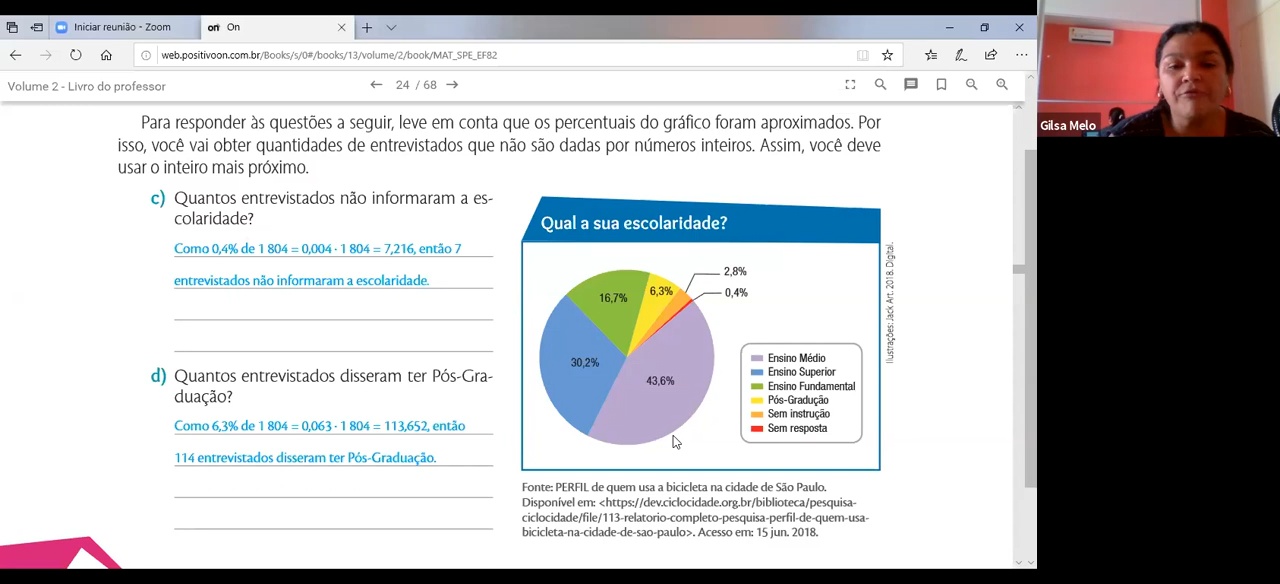 Iniciar reunião - Zoom
On
web.positivoon.com.br/Books/s/0#/books/13/volume/2/book/MAT_SPE_EF82
Volume 2 - Livro do professor
24 / 68
Gilsa Melo
Para responder às questões a seguir, leve em conta que os percentuais do gráfico foram aproximados. Por
isso, você vai obter quantidades de entrevistados que não são dadas por números inteiros. Assim, você deve
usar o inteiro mais próximo.
c) Quantos entrevistados não informaram a es-
colaridade?
Como 0,4% de 1 804 = 0,004 · 1 804 = 7,216, então 7
entrevistados não informaram a escolaridade.
d) Quantos entrevistados disseram ter Pós-Gra-
duação?
Como 6,3% de 1 804 = 0,063 · 1 804 = 113,652, então
114 entrevistados disseram ter Pós-Graduação.
Qual a sua escolaridade?
2,8%
0,4%
6,3%
16,7%
30,2%
43,6%
Ensino Médio
Ensino Superior
Ensino Fundamental
Pós-Gradução
Sem instrução
Sem resposta
Ilustrações: Jack Art. 2018. Digital.
Fonte: PERFIL de quem usa a bicicleta na cidade de São Paulo.
Disponível em: <https://dev.ciclocidade.org.br/biblioteca/pesquisa-
ciclocidade/file/113-relatorio-completo-pesquisa-perfil-de-quem-usa-
bicicleta-na-cidade-de-sao-paulo>. Acesso em: 15 jun. 2018.